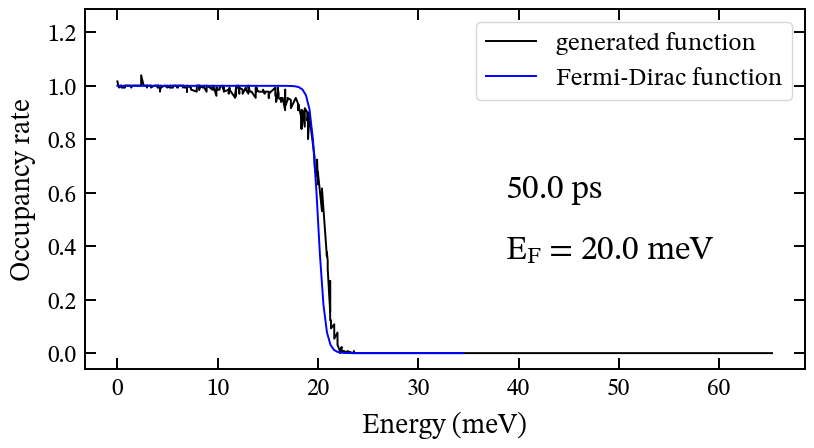 generated function
Fermi-Dirac function
50.0 ps
E_F = 20.0 meV
Occupancy rate
1.2
1.0
0.8
0.6
0.4
0.2
0.0
0 10 20 30 40 50 60
Energy (meV)